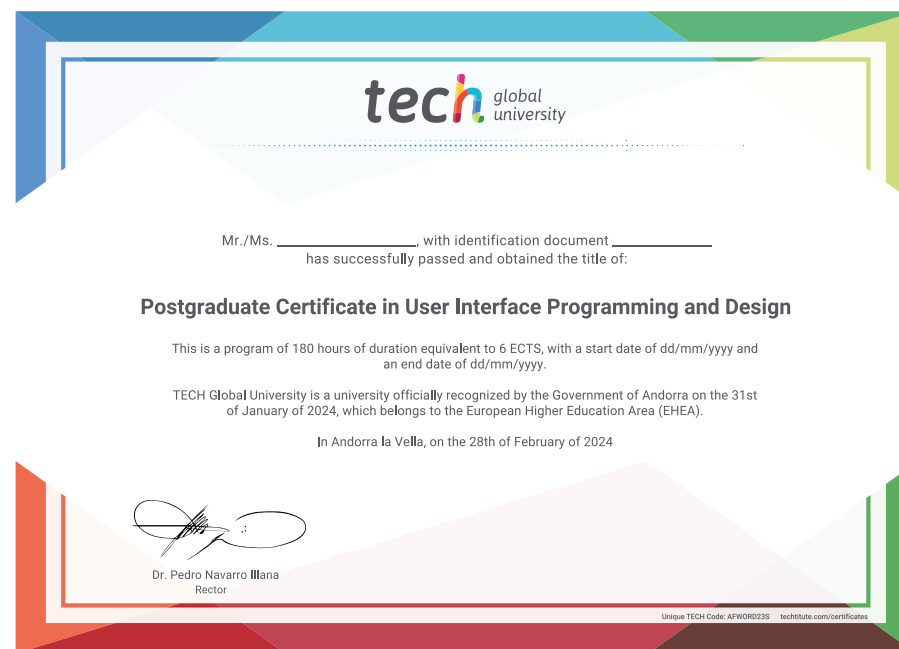 tech global
university
Mr./Ms. ________________, with identification document ____________
has successfully passed and obtained the title of:
Postgraduate Certificate in User Interface Programming and Design
This is a program of 180 hours of duration equivalent to 6 ECTS, with a start date of dd/mm/yyyy and
an end date of dd/mm/yyyy.
TECH Global University is a university officially recognized by the Government of Andorra on the 31st
of January of 2024, which belongs to the European Higher Education Area (EHEA).
In Andorra la Vella, on the 28th of February of 2024
Dr. Pedro Navarro Illana
Rector
Unique TECH Code: AFWORD23S techtitute.com/certificates